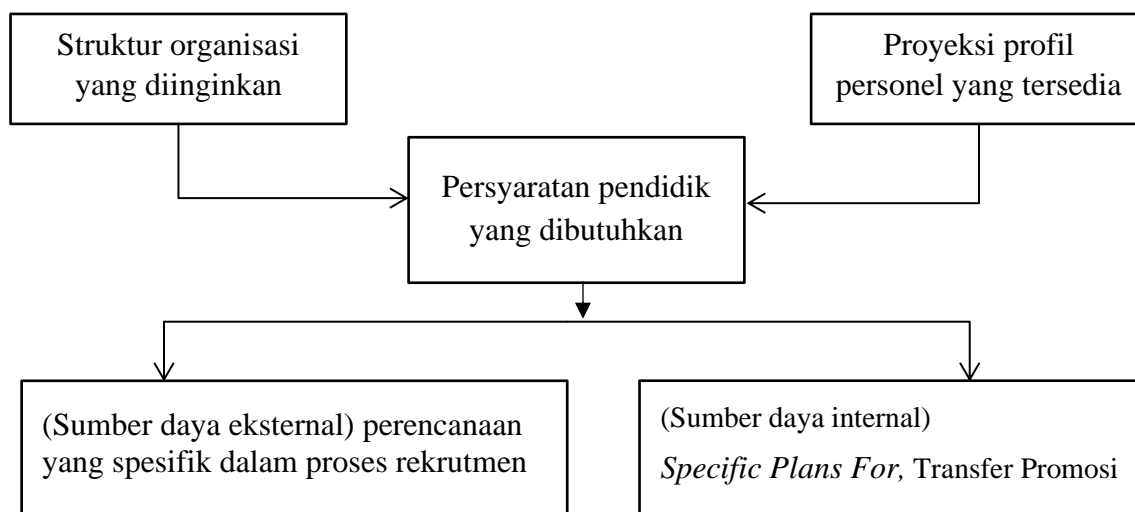 Struktur organisasi
yang diinginkan
Proyeksi profil
personel yang tersedia
Persyaratan pendidik
yang dibutuhkan
(Sumber daya eksternal) perencanaan
yang spesifik dalam proses rekrutmen
(Sumber daya internal)
Specific Plans For, Transfer Promosi